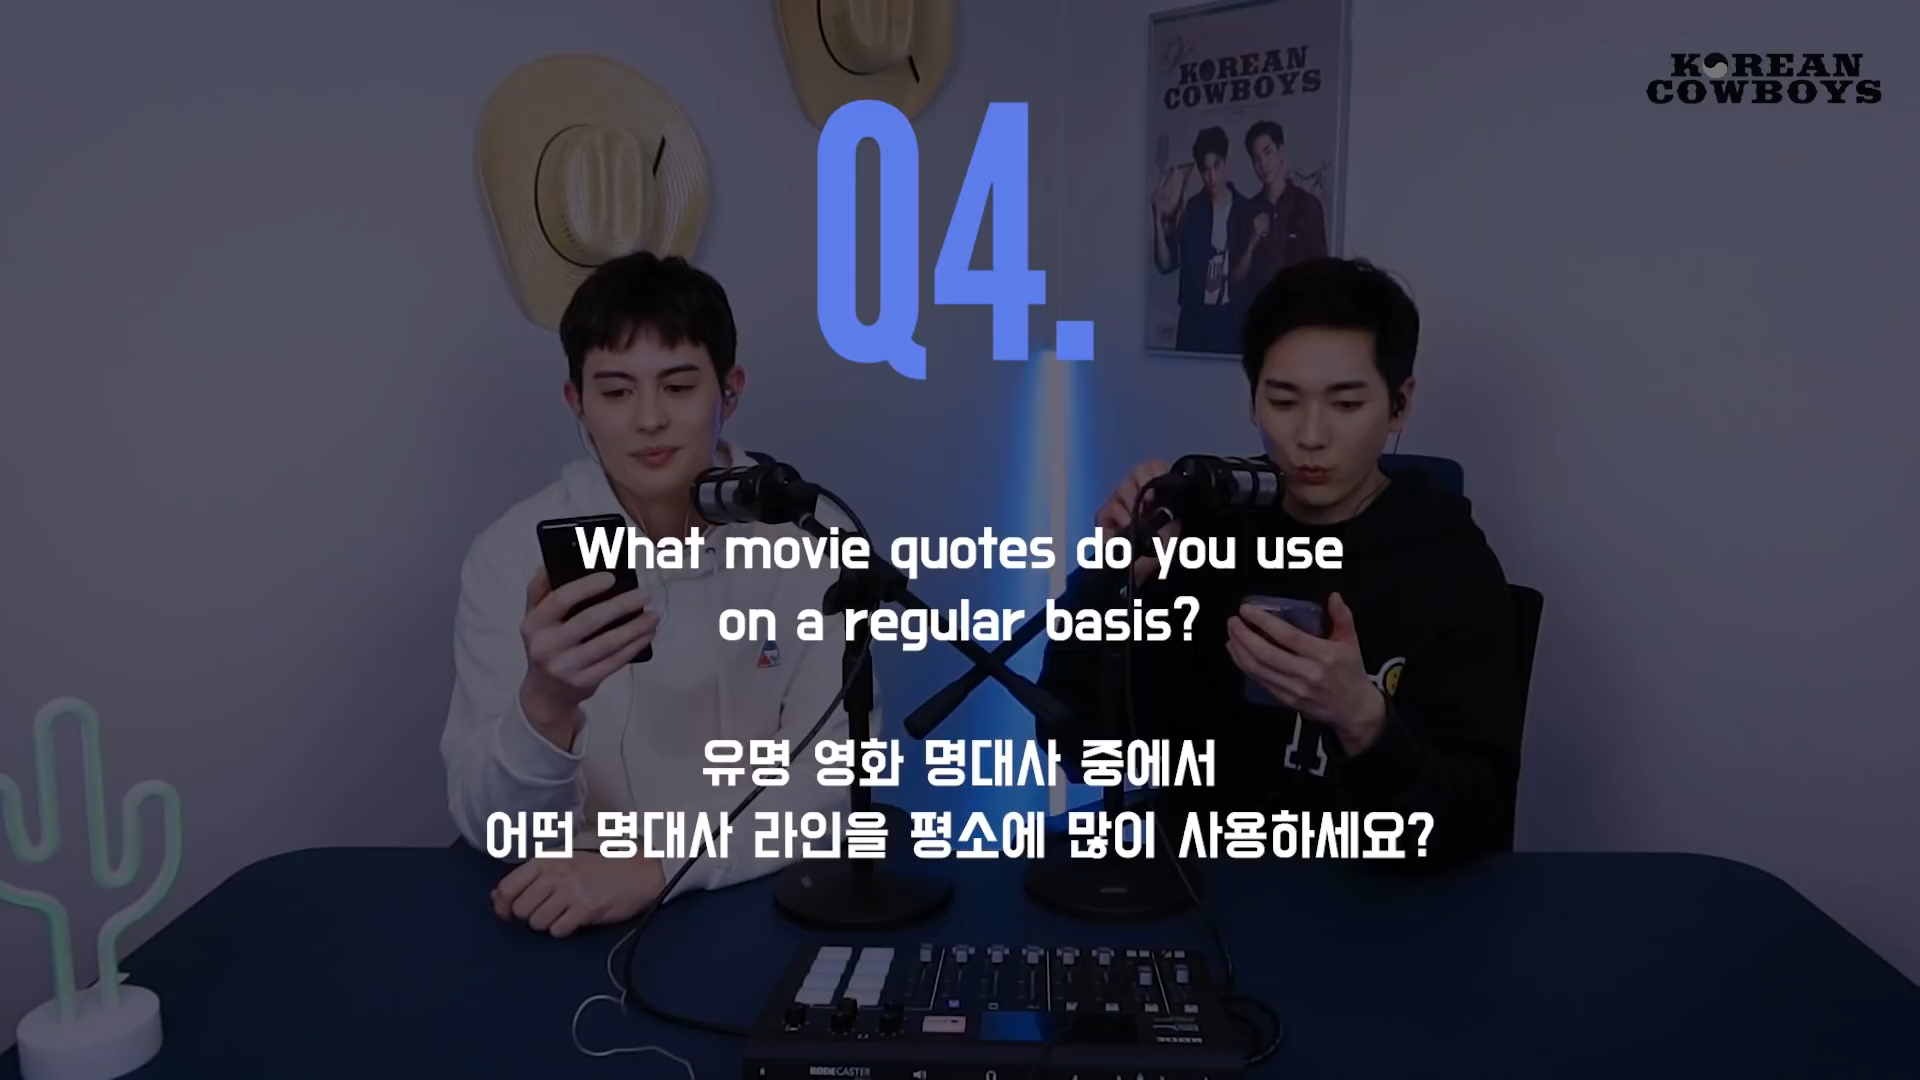 KOREAN
COWBOYS
KOREAN
COWBOYS
Q4.
What movie quotes do you use
on a regular basis?
유명 영화 명대사 중에서
어떤 명대사 라인을 평소에 많이 사용하세요?
RODECASTER